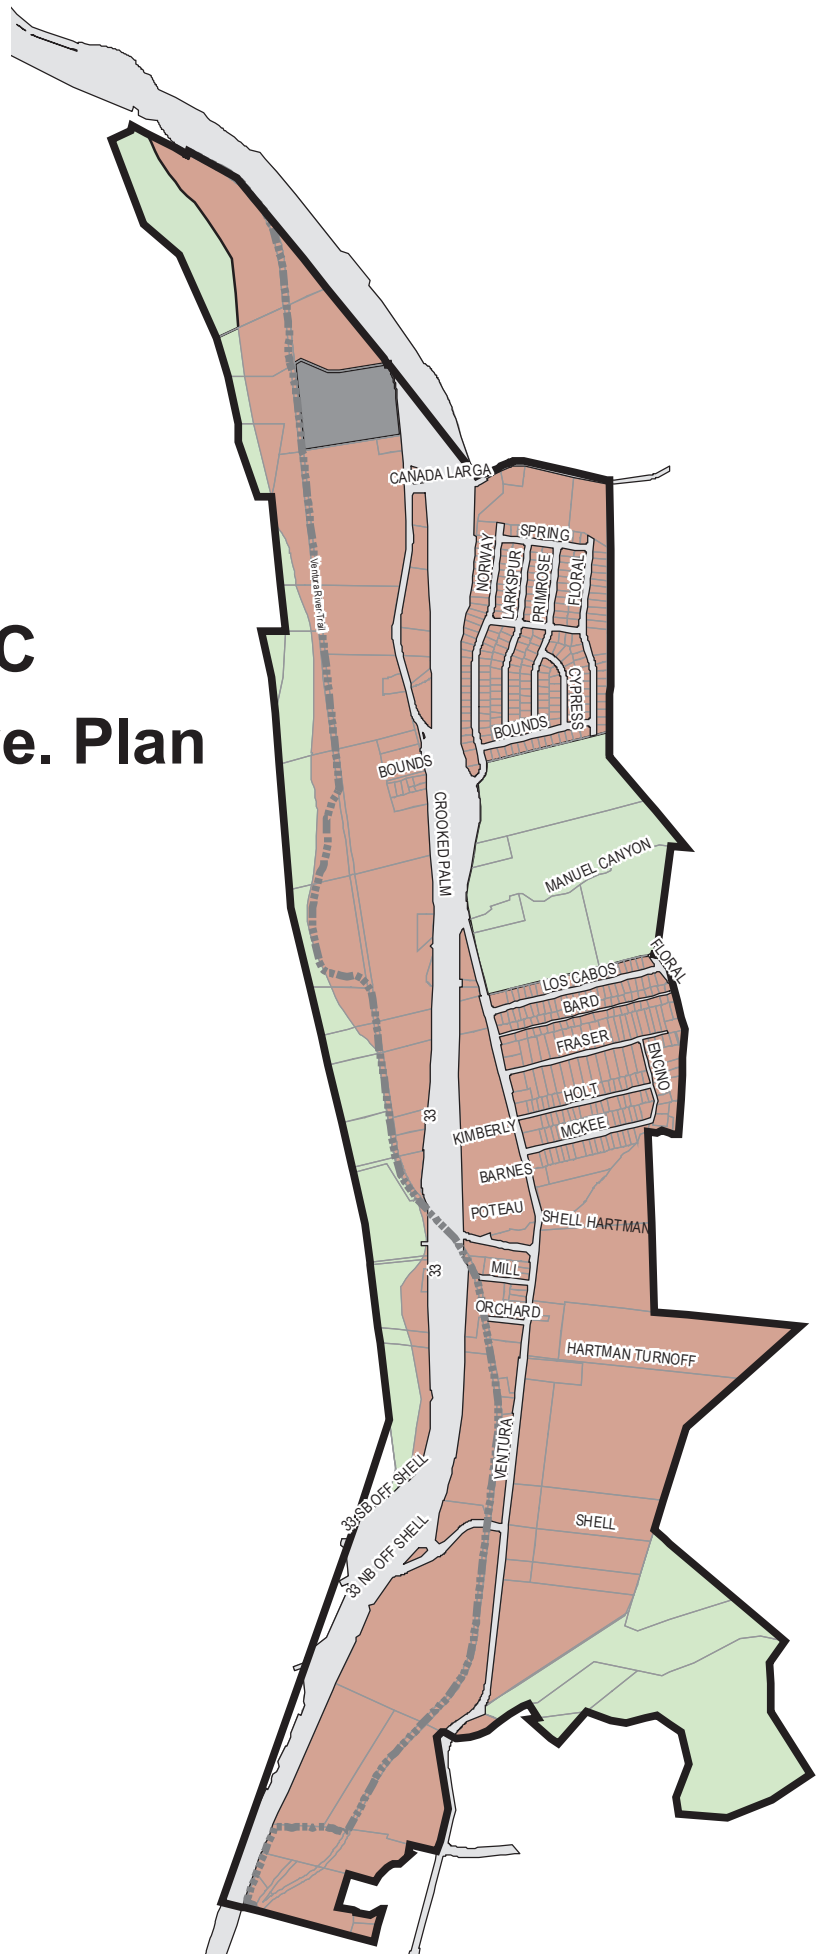 CANADA LARGA
SPRING
NORWAY
LARKSPUR
PRIMROSE
FLORAL
Ventura River Trail
C
e. Plan
CYPRESS
BOUNDS
BOUNDS
CROOKED PALM
MANUEL CANYON
FLORAL
LOS CABOS
BARD
FRASER
ENCINO
HOLT
33
KIMBERLY
MCKEE
BARNES
POTEAU
SHELL HARTMAN
33
MILL
ORCHARD
HARTMAN TURNOFF
VENTURA
33 SB OFF SHELL
SHELL
33 NB OFF SHELL